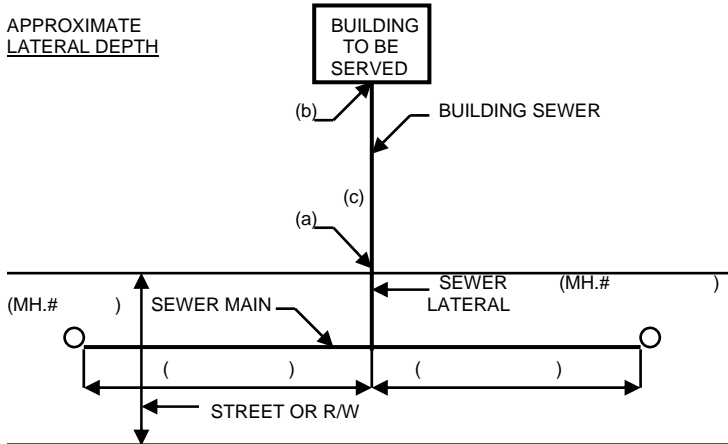 APPROXIMATE
LATERAL DEPTH
BUILDING
TO BE
SERVED
(b)
BUILDING SEWER
(c)
(a)
SEWER
LATERAL
(MH.# )
(MH.# )
SEWER MAIN
( )
( )
STREET OR R/W